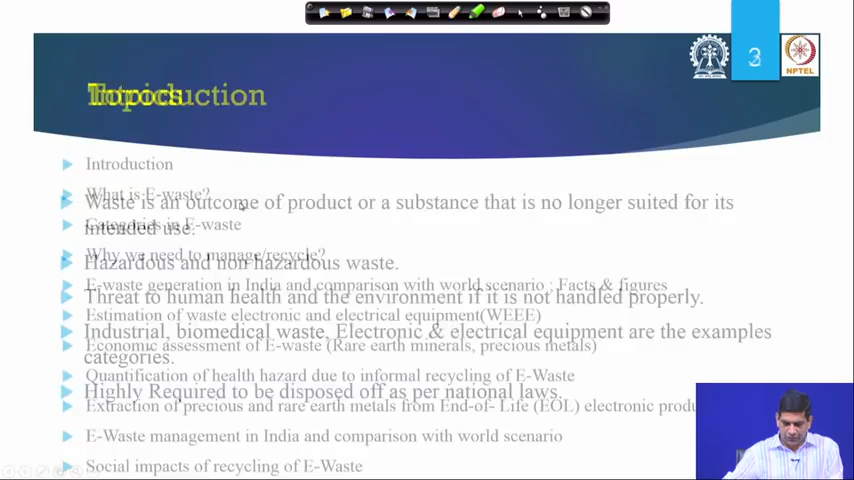 3
NPTEL
Topics
Introduction
Introduction
What is E-waste?
Waste is an outcome of product or a substance that is no longer suited for its
intended use.
Categories in E-waste
Why we need to manage/recycle?
Hazardous and non hazardous waste.
E-waste generation in India and comparison with world scenario ; Facts & figures
Threat to human health and the environment if it is not handled properly.
Estimation of waste electronic and electrical equipment(WEEE)
Industrial, biomedical waste, Electronic & electrical equipment are the examples
categories.
Economic assessment of E-waste (Rare earth minerals, precious metals)
Quantification of health hazard due to informal recycling of E-Waste
Highly Required to be disposed off as per national laws.
Extraction of precious and rare earth metals from End-of- Life (EOL) electronic produ
E-Waste management in India and comparison with world scenario
Social impacts of recycling of E-Waste